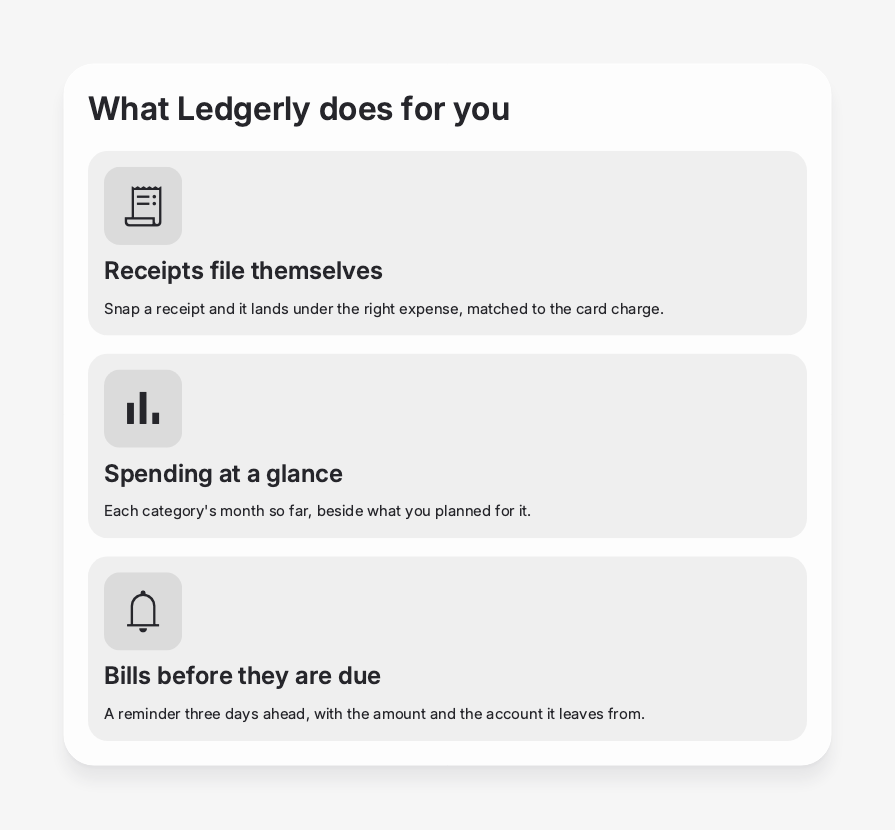 What Ledgerly does for you
Receipts file themselves
Snap a receipt and it lands under the right expense, matched to the card charge.
Spending at a glance
Each category's month so far, beside what you planned for it.
Bills before they are due
A reminder three days ahead, with the amount and the account it leaves from.